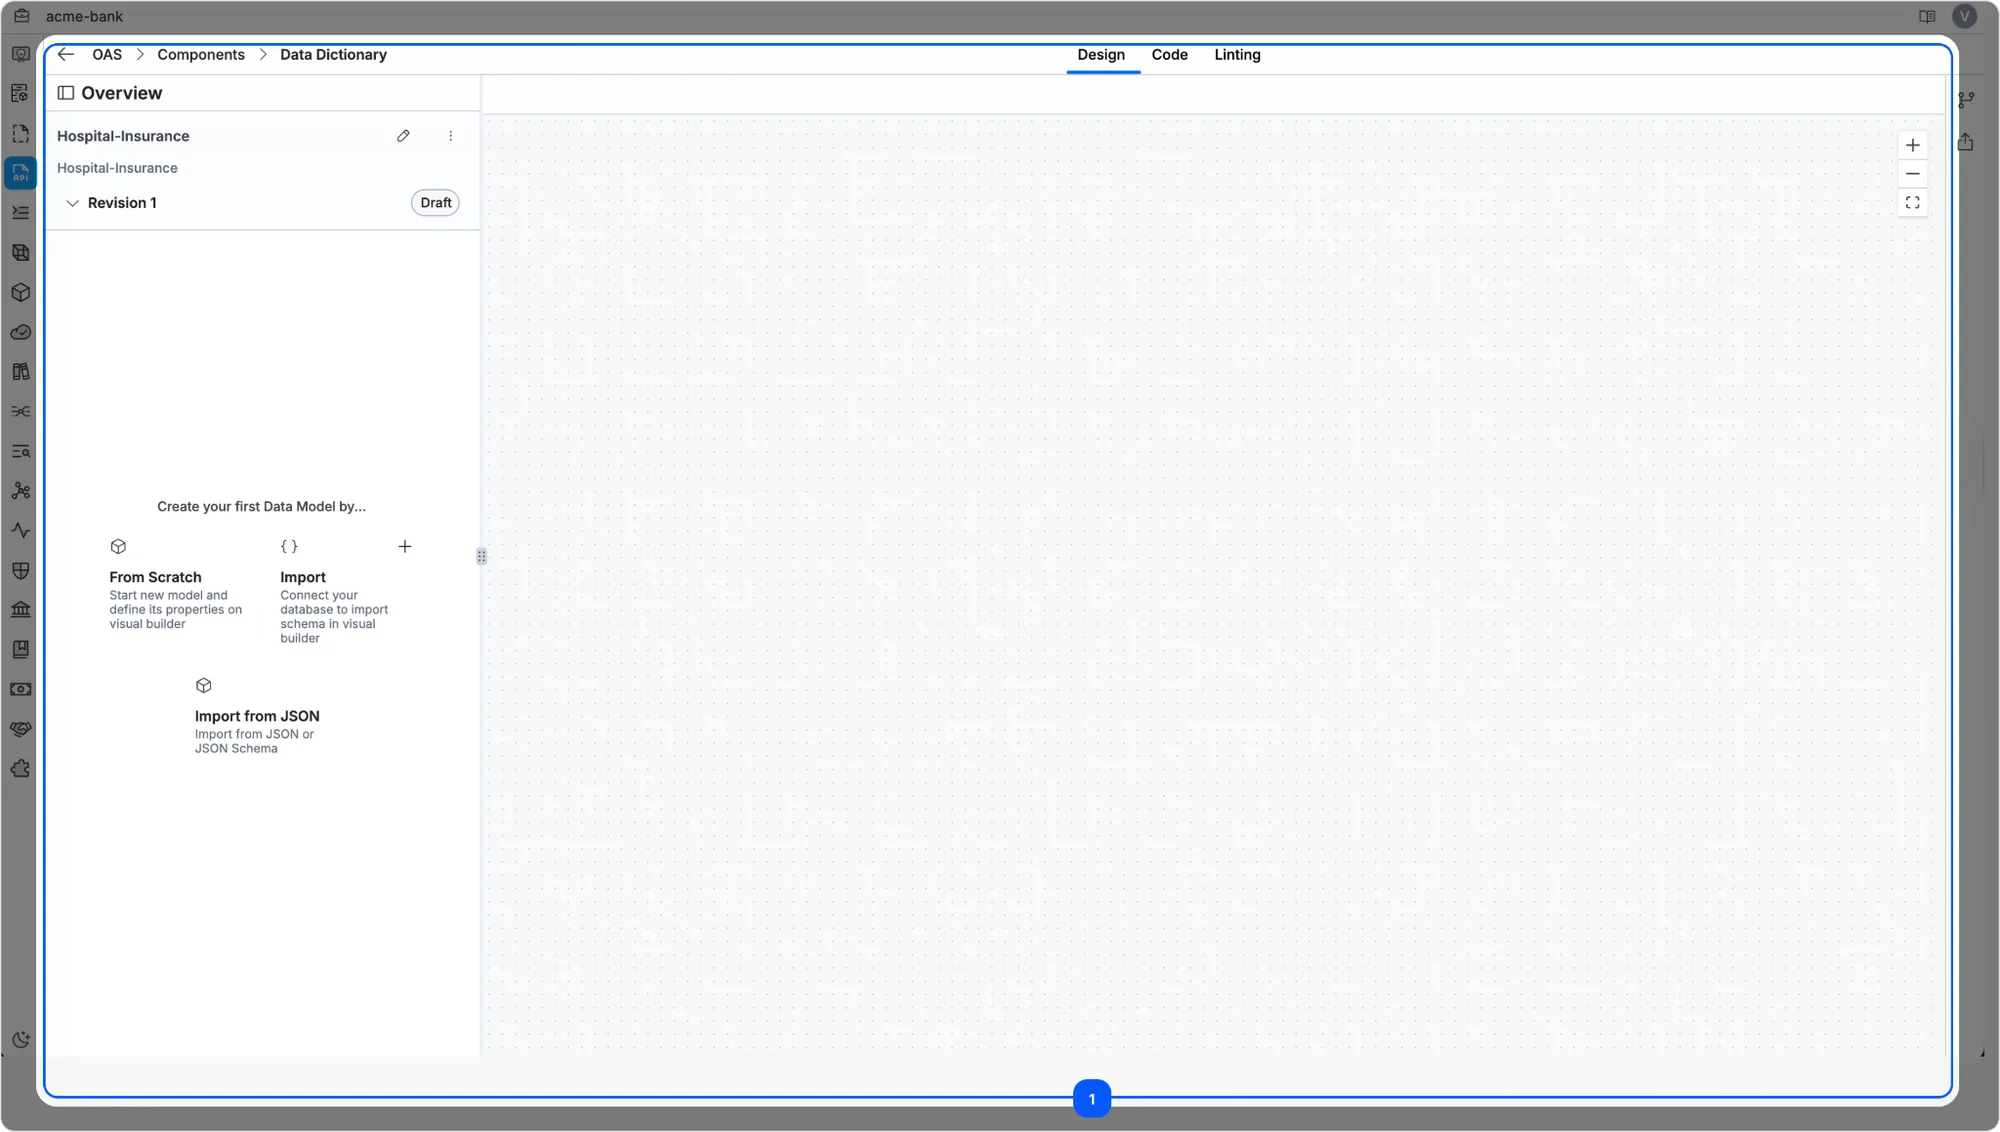 acme-bank
V
OAS > Components > Data Dictionary
Design Code Linting
Overview
Hospital-Insurance
Hospital-Insurance
Revision 1
Draft
API
Create your first Data Model by...
From Scratch
Start new model and
define its properties on
visual builder
{ }
Import
Connect your
database to import
schema in visual
builder
Import from JSON
Import from JSON or
JSON Schema
1